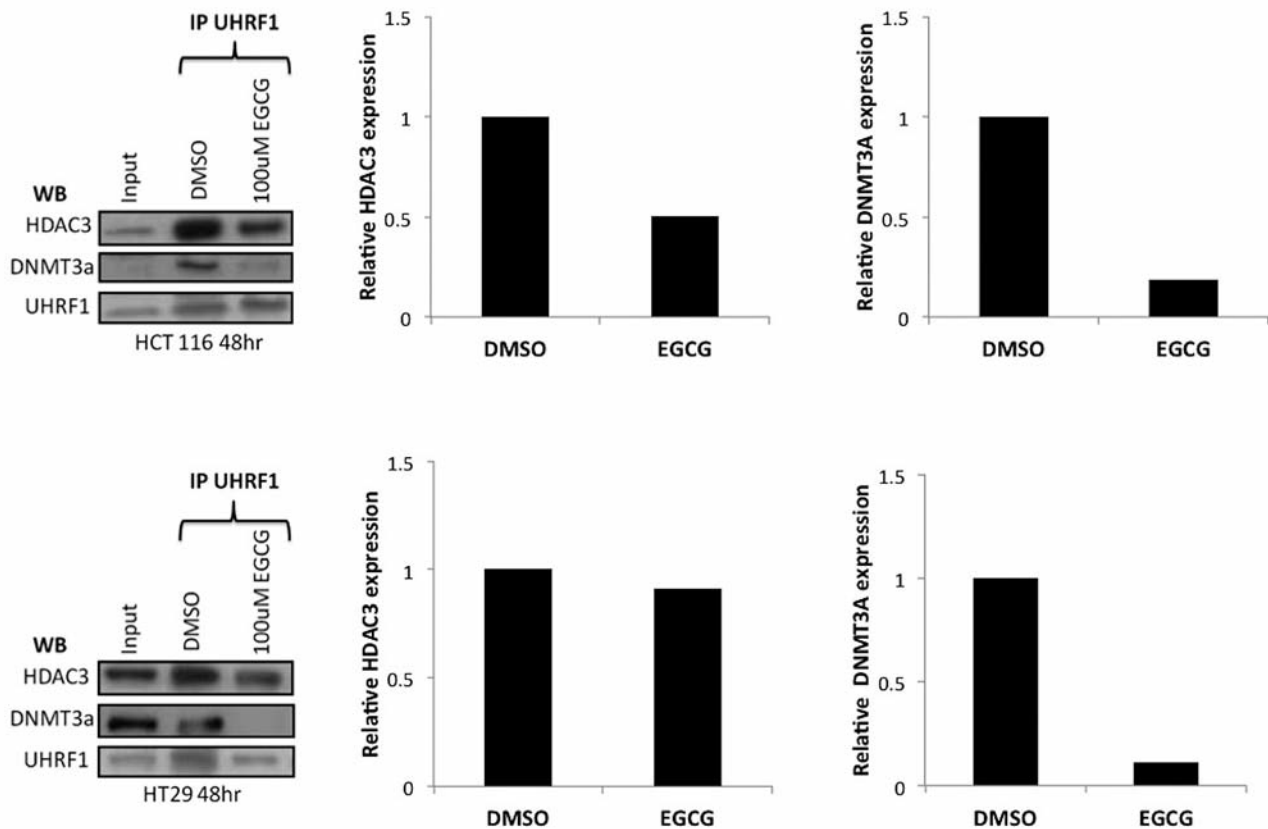 IP UHRF1
Input
DMSO
100uM EGCG
WB
HDAC3
DNMT3a
UHRF1
HCT 116 48hr
Relative HDAC3 expression
1.5
1
0.5
0
DMSO
EGCG
Relative DNMT3A expression
1.5
1
0.5
0
DMSO
EGCG
IP UHRF1
Input
DMSO
100uM EGCG
WB
HDAC3
DNMT3a
UHRF1
HT29 48hr
Relative HDAC3 expression
1.5
1
0.5
0
DMSO
EGCG
Relative DNMT3A expression
1.5
1
0.5
0
DMSO
EGCG